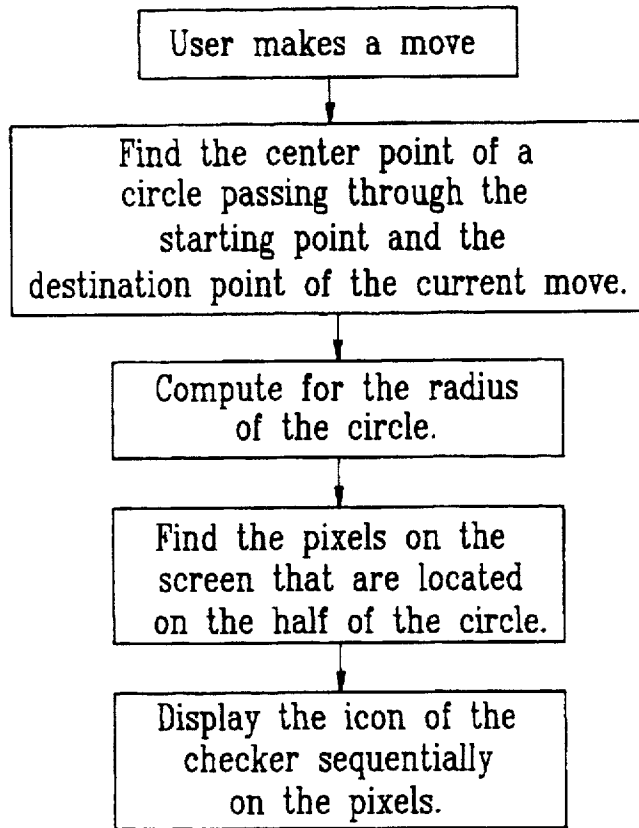 User makes a move
Find the center point of a
circle passing through the
starting point and the
destination point of the current move.
Compute for the radius
of the circle.
Find the pixels on the
screen that are located
on the half of the circle.
Display the icon of the
checker sequentially
on the pixels.